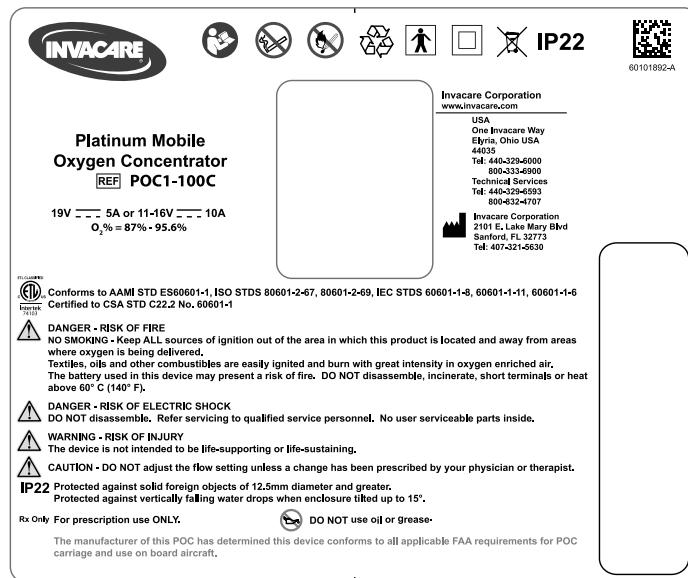 INVACARE
IP22
60101892-A
Platinum Mobile
Oxygen Concentrator
REF POC1-100C
19V 5A or 11-16V 10A
O2% = 87% - 95.6%
Invacare Corporation
www.invacare.com
USA
One Invacare Way
Elyria, Ohio USA
44035
Tel: 440-329-6000
800-333-6900
Technical Services
Tel: 440-329-6593
800-832-4707
Invacare Corporation
2101 E. Lake Mary Blvd
Sanford, FL 32773
Tel: 407-321-5630
ETL CLASSIFIED
ETL
C US
Intertek
74103
Conforms to AAMI STD ES60601-1, ISO STDS 80601-2-67, 80601-2-69, IEC STDS 60601-1-8, 60601-1-11, 60601-1-6
Certified to CSA STD C22.2 No. 60601-1
DANGER - RISK OF FIRE
NO SMOKING - Keep ALL sources of ignition out of the area in which this product is located and away from areas
where oxygen is being delivered.
Textiles, oils and other combustibles are easily ignited and burn with great intensity in oxygen enriched air.
The battery used in this device may present a risk of fire. DO NOT disassemble, incinerate, short terminals or heat
above 60° C (140° F).
DANGER - RISK OF ELECTRIC SHOCK
DO NOT disassemble. Refer servicing to qualified service personnel. No user serviceable parts inside.
WARNING - RISK OF INJURY
The device is not intended to be life-supporting or life-sustaining.
CAUTION - DO NOT adjust the flow setting unless a change has been prescribed by your physician or therapist.
IP22 Protected against solid foreign objects of 12.5mm diameter and greater.
Protected against vertically falling water drops when enclosure tilted up to 15°.
Rx Only For prescription use ONLY. DO NOT use oil or grease.
The manufacturer of this POC has determined this device conforms to all applicable FAA requirements for POC
carriage and use on board aircraft.